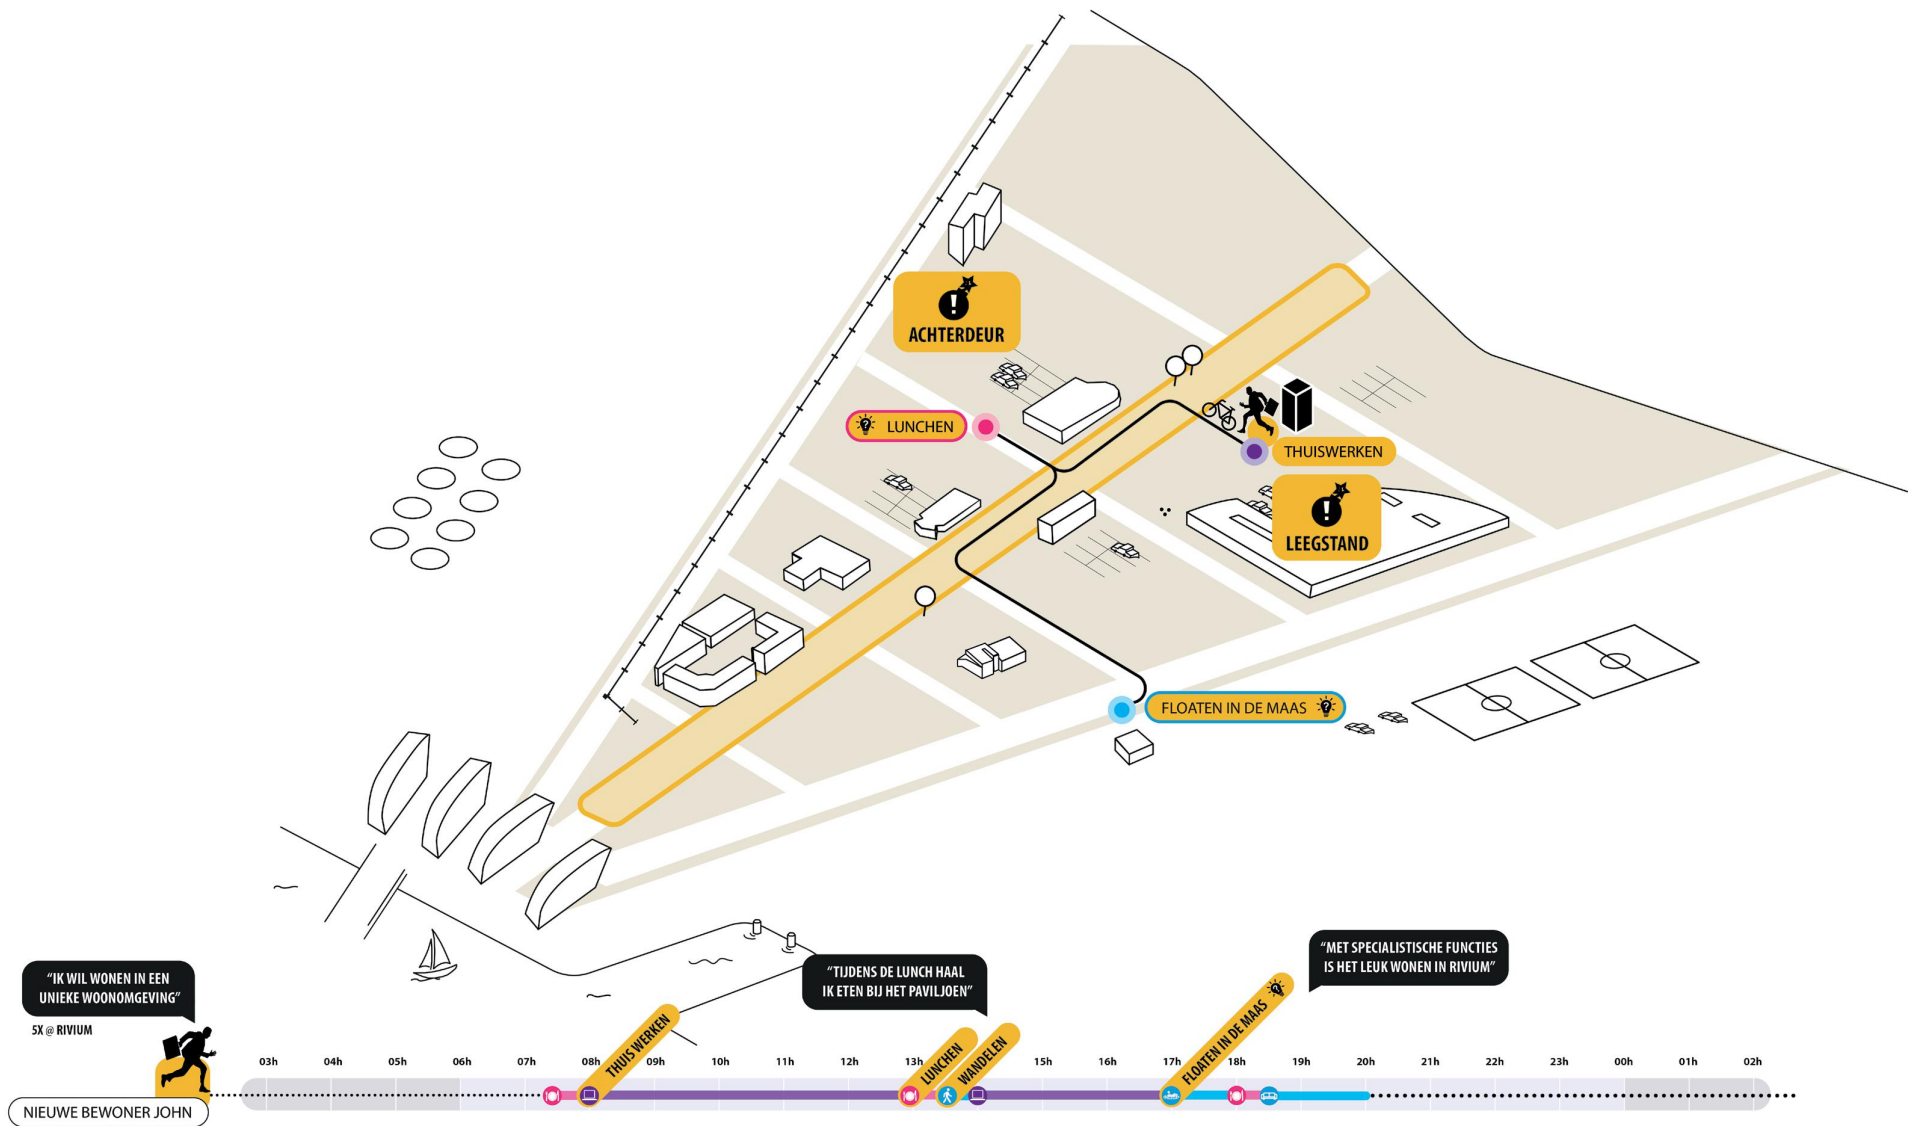 ACHTERDEUR
LUNCHEN
THUISWERKEN
LEEGSTAND
FLOATEN IN DE MAAS
"IK WIL WONEN IN EEN
UNIEKE WOONOMGEVING"
5X @ RIVIUM
"TIJDENS DE LUNCH HAAL
IK ETEN BIJ HET PAVILJOEN"
"MET SPECIALISTISCHE FUNCTIES
IS HET LEUK WONEN IN RIVIUM"
THUIS WERKEN
LUNCHEN
WANDELEN
FLOATEN IN DE MAAS
03h 04h 05h 06h 07h 08h 09h 10h 11h 12h 13h 15h 16h 17h 18h 19h 20h 21h 22h 23h 00h 01h 02h
NIEUWE BEWONER JOHN